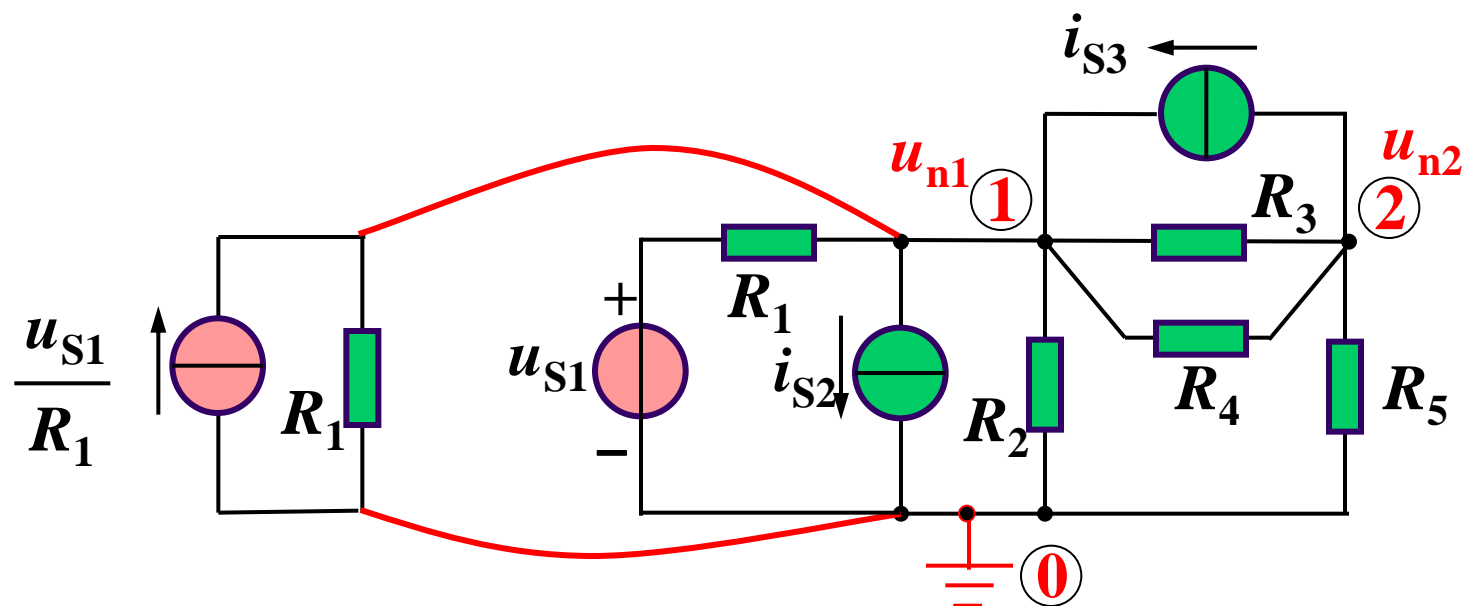 iS3
un1 ① un2 ②
R3
+ R1
uS1/R1 R1 uS1 iS2 R2 R4 R5
−
⓪